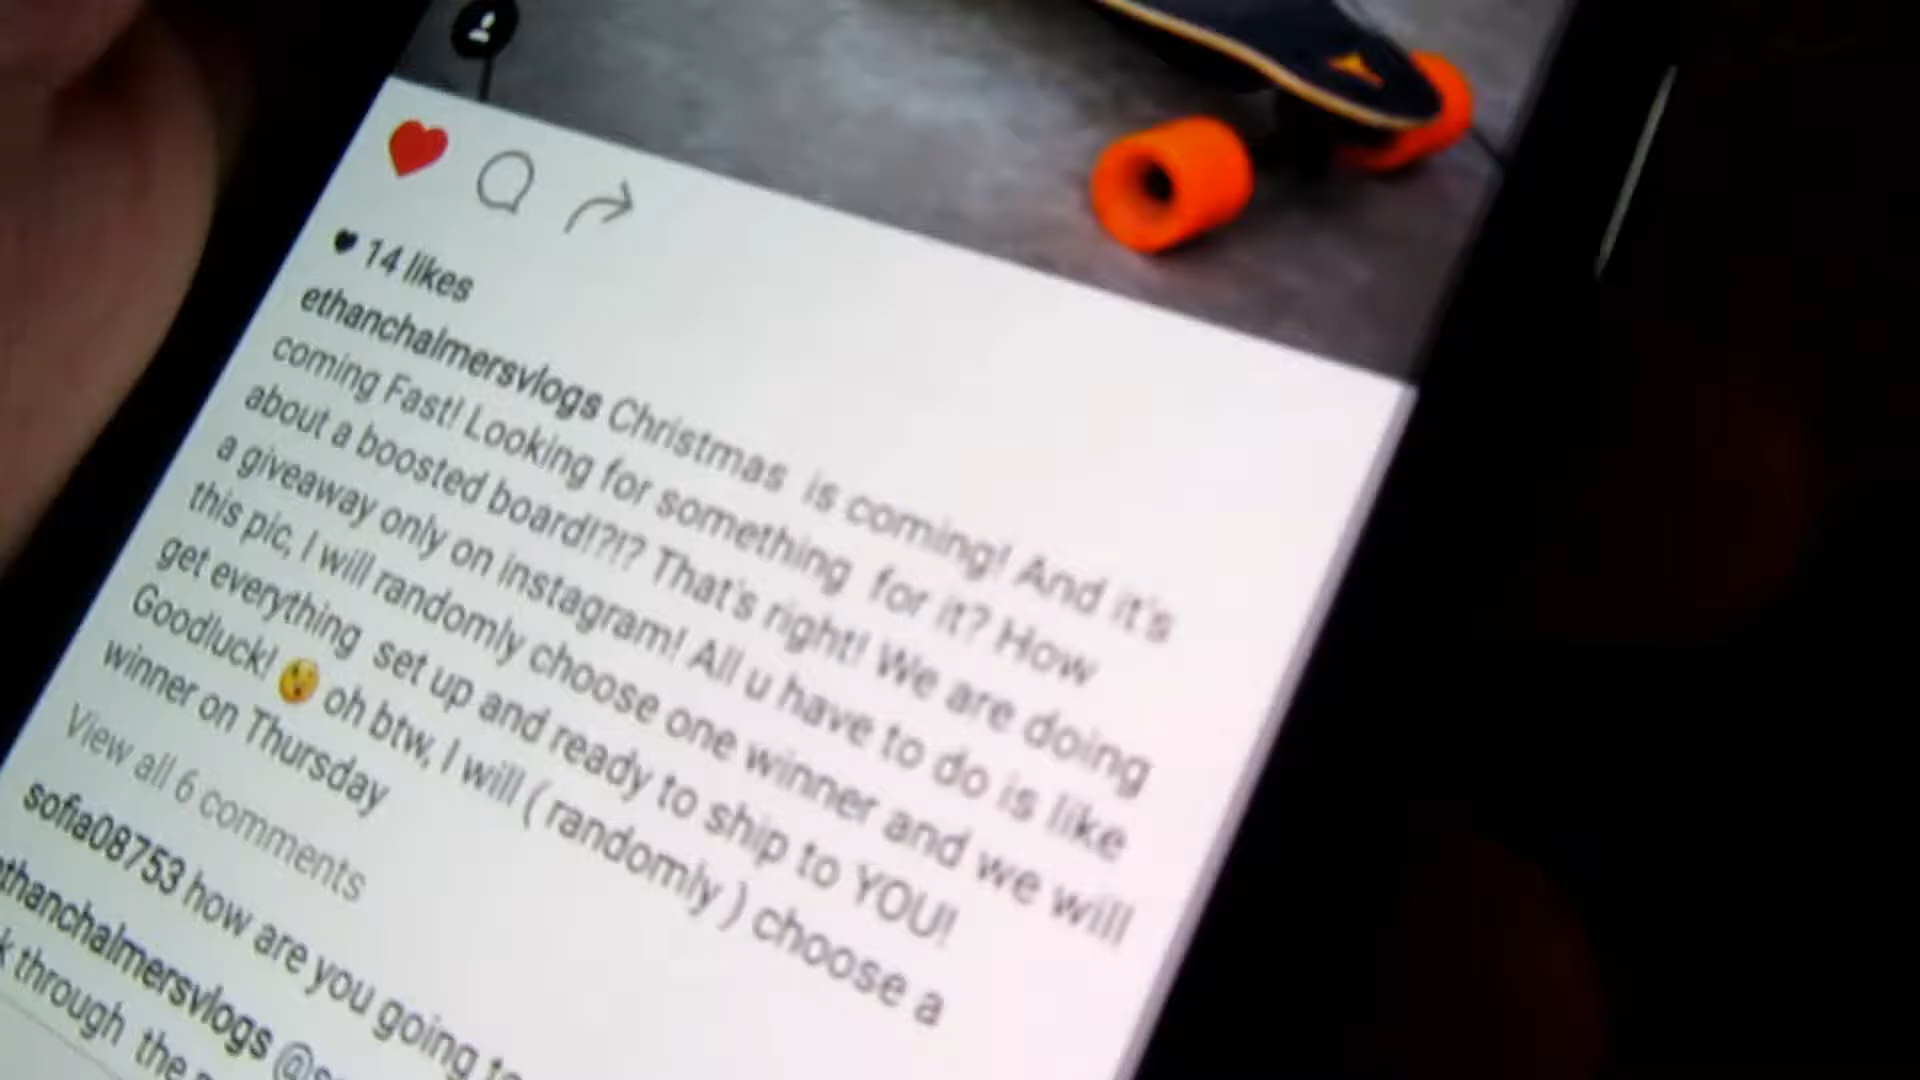 14 likes
ethanchalmersvlogs Christmas is coming! And it's
coming Fast! Looking for something for it? How
about a boosted board!?!? That's right! We are doing
a giveaway only on instagram! All u have to do is like
this pic, I will randomly choose one winner and we will
get everything set up and ready to ship to YOU!
Goodluck! 😯 oh btw, I will ( randomly ) choose a
winner on Thursday
View all 6 comments
sofia08753 how are you going to
ethanchalmersvlogs
through the